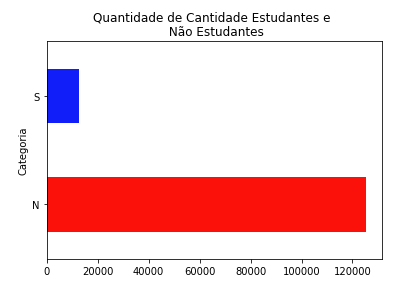 Quantidade de Cantidade Estudantes e
Não Estudantes
Categoria
S
N
0 20000 40000 60000 80000 100000 120000